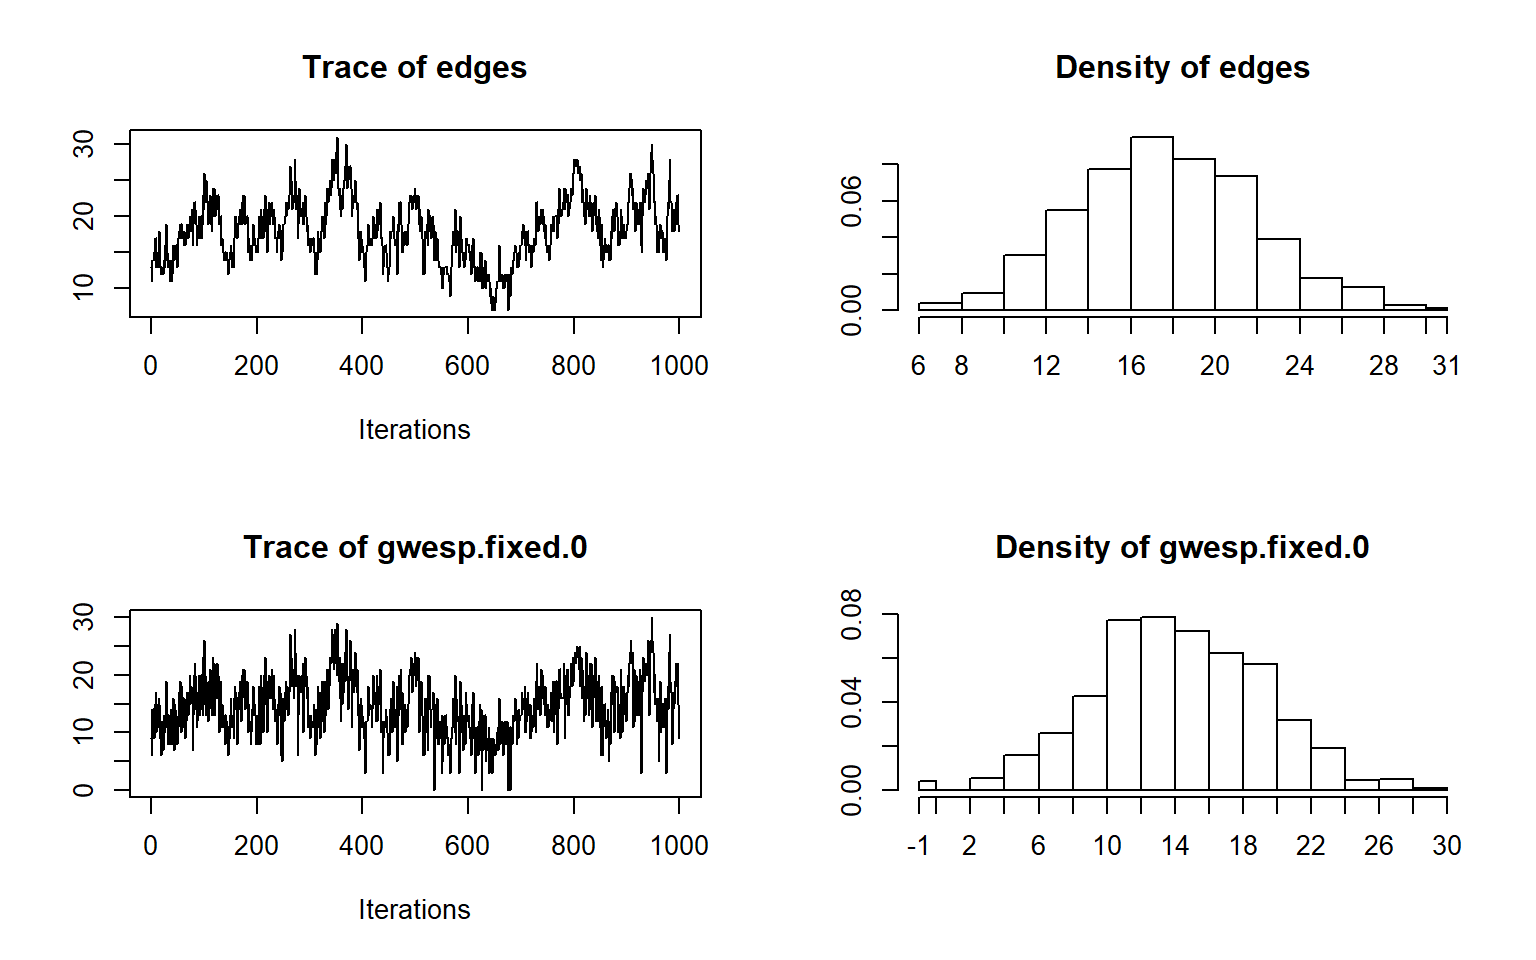 Trace of edges
30
20
10
0 200 400 600 800 1000
Iterations
Density of edges
0.06
0.00
6 8 12 16 20 24 28 31
Trace of gwesp.fixed.0
30
20
10
0
0 200 400 600 800 1000
Iterations
Density of gwesp.fixed.0
0.08
0.04
0.00
-1 2 6 10 14 18 22 26 30